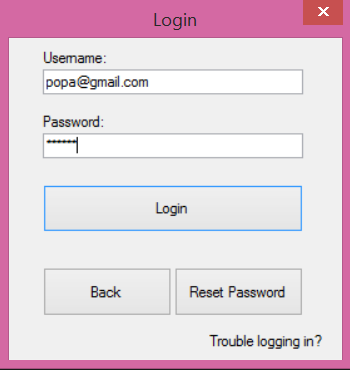 Login
Username:
popa@gmail.com
Password:
******
Login
Back
Reset Password
Trouble logging in?